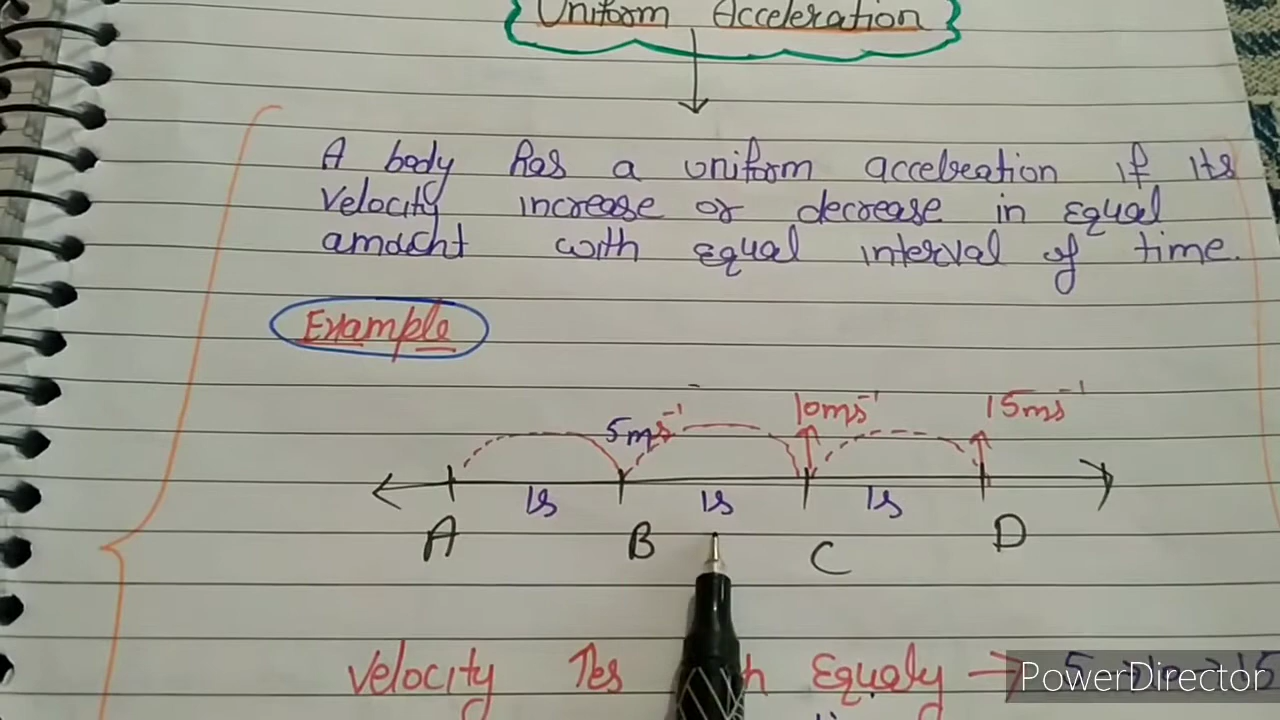 Uniform Acceleration
A body has a uniform accelreation if its
velocity increase or decrease in equal
amount with equal interval of time.
Example
5ms⁻¹ 10ms⁻¹ 15ms⁻¹
1s 1s 1s
A B C D
Velocity Equaly →
PowerDirector